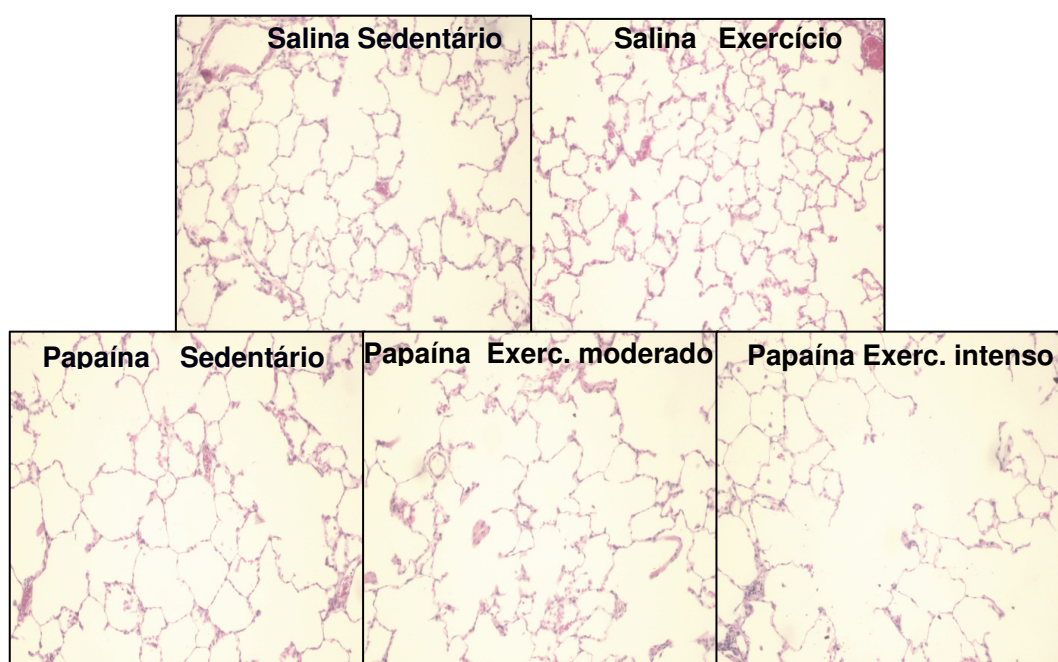 Salina Sedentário
Salina Exercício
Papaína Sedentário
Papaína Exerc. moderado
Papaína Exerc. intenso